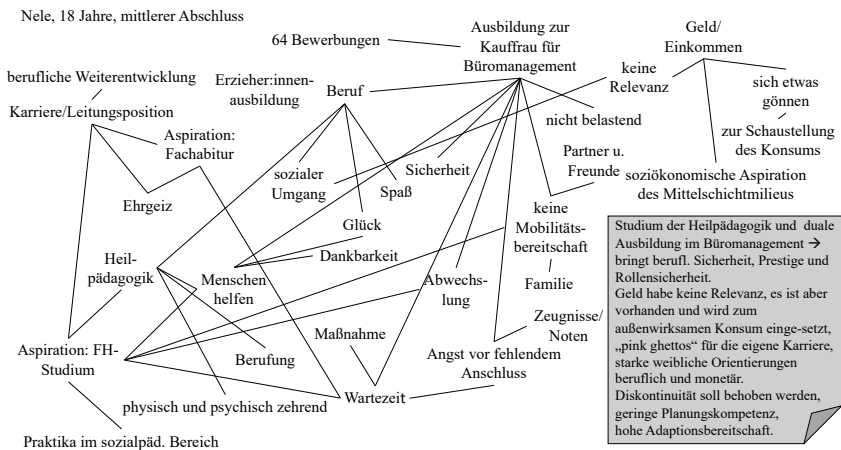 Nele, 18 Jahre, mittlerer Abschluss
64 Bewerbungen
Ausbildung zur
Kauffrau für
Büromanagement
Geld/
Einkommen
berufliche Weiterentwicklung
Karriere/Leitungsposition
Erzieher:innen-
ausbildung
Beruf
keine
Relevanz
sich etwas
gönnen
Aspiration:
Fachabitur
nicht belastend
zur Schaustellung
des Konsums
Ehrgeiz
sozialer
Umgang
Spaß
Sicherheit
Partner u.
Freunde
soziökonomische Aspiration
des Mittelschichtmilieus
Glück
Dankbarkeit
keine
Mobilitäts-
bereitschaft
Heil-
pädagogik
Menschen
helfen
Abwechs-
lung
Familie
Maßnahme
Zeugnisse/
Noten
Aspiration: FH-
Studium
Berufung
Angst vor fehlendem
Anschluss
physisch und psychisch zehrend
Wartezeit
Praktika im sozialpäd. Bereich
Studium der Heilpädagogik und duale
Ausbildung im Büromanagement →
bringt berufl. Sicherheit, Prestige und
Rollensicherheit.
Geld habe keine Relevanz, es ist aber
vorhanden und wird zum
außenwirksamen Konsum einge-setzt,
„pink ghettos“ für die eigene Karriere,
starke weibliche Orientierungen
beruflich und monetär.
Diskontinuität soll behoben werden,
geringe Planungskompetenz,
hohe Adaptionsbereitschaft.